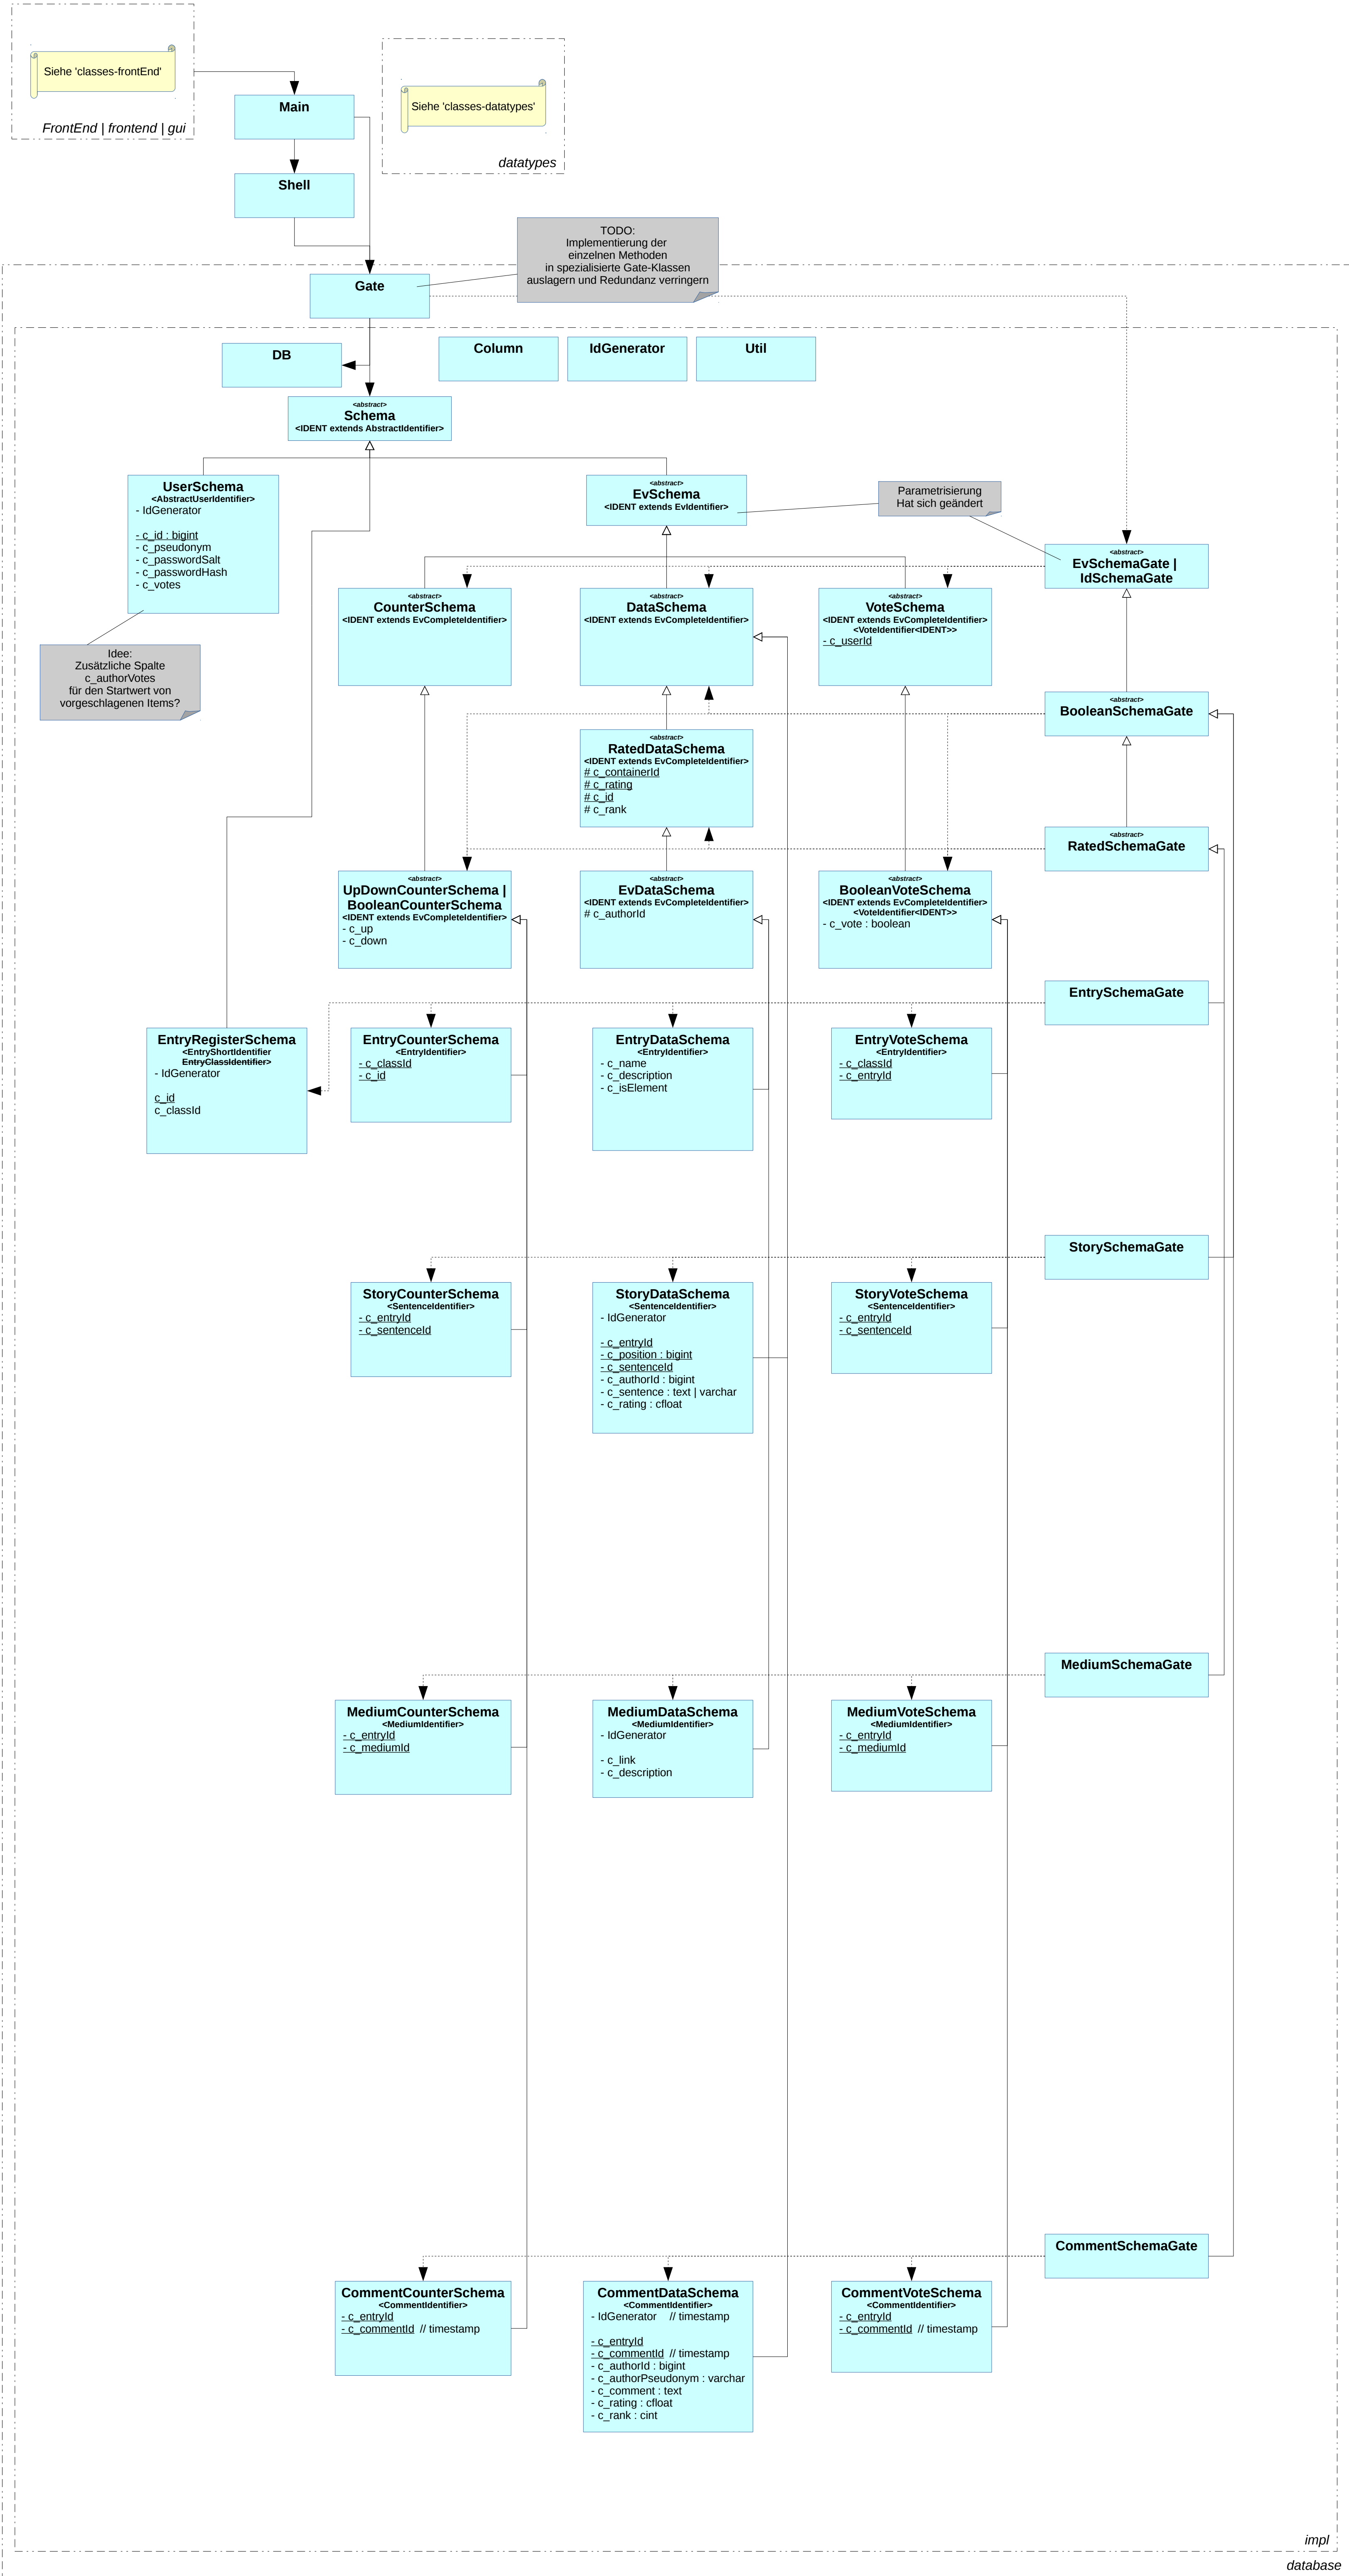 Siehe 'classes-frontEnd'
FrontEnd | frontend | gui
Siehe 'classes-datatypes'
datatypes
Main
Shell
TODO:
Implementierung der
einzelnen Methoden
in spezialisierte Gate-Klassen
auslagern und Redundanz verringern
Gate
DB
Column
IdGenerator
Util
<abstract>
Schema
<IDENT extends AbstractIdentifier>
UserSchema
<AbstractUserIdentifier>
- IdGenerator
- c_id : bigint
- c_pseudonym
- c_passwordSalt
- c_passwordHash
- c_votes
<abstract>
EvSchema
<IDENT extends EvIdentifier>
Parametrisierung
Hat sich geändert
<abstract>
EvSchemaGate |
IdSchemaGate
<abstract>
CounterSchema
<IDENT extends EvCompleteIdentifier>
<abstract>
DataSchema
<IDENT extends EvCompleteIdentifier>
<abstract>
VoteSchema
<IDENT extends EvCompleteIdentifier>
<VoteIdentifier<IDENT>>
- c_userId
Idee:
Zusätzliche Spalte
c_authorVotes
für den Startwert von
vorgeschlagenen Items?
<abstract>
BooleanSchemaGate
<abstract>
RatedDataSchema
<IDENT extends EvCompleteIdentifier>
# c_containerId
# c_rating
# c_id
# c_rank
<abstract>
RatedSchemaGate
<abstract>
UpDownCounterSchema |
BooleanCounterSchema
<IDENT extends EvCompleteIdentifier>
- c_up
- c_down
<abstract>
EvDataSchema
<IDENT extends EvCompleteIdentifier>
# c_authorId
<abstract>
BooleanVoteSchema
<IDENT extends EvCompleteIdentifier>
<VoteIdentifier<IDENT>>
- c_vote : boolean
EntrySchemaGate
EntryRegisterSchema
<EntryShortIdentifier
EntryClassIdentifier>
- IdGenerator
c_id
c_classId
EntryCounterSchema
<EntryIdentifier>
- c_classId
- c_id
EntryDataSchema
<EntryIdentifier>
- c_name
- c_description
- c_isElement
EntryVoteSchema
<EntryIdentifier>
- c_classId
- c_entryId
StorySchemaGate
StoryCounterSchema
<SentenceIdentifier>
- c_entryId
- c_sentenceId
StoryDataSchema
<SentenceIdentifier>
- IdGenerator
- c_entryId
- c_position : bigint
- c_sentenceId
- c_authorId : bigint
- c_sentence : text | varchar
- c_rating : cfloat
StoryVoteSchema
<SentenceIdentifier>
- c_entryId
- c_sentenceId
MediumSchemaGate
MediumCounterSchema
<MediumIdentifier>
- c_entryId
- c_mediumId
MediumDataSchema
<MediumIdentifier>
- IdGenerator
- c_link
- c_description
MediumVoteSchema
<MediumIdentifier>
- c_entryId
- c_mediumId
CommentSchemaGate
CommentCounterSchema
<CommentIdentifier>
- c_entryId
- c_commentId // timestamp
CommentDataSchema
<CommentIdentifier>
- IdGenerator // timestamp
- c_entryId
- c_commentId // timestamp
- c_authorId : bigint
- c_authorPseudonym : varchar
- c_comment : text
- c_rating : cfloat
- c_rank : cint
CommentVoteSchema
<CommentIdentifier>
- c_entryId
- c_commentId // timestamp
impl
database